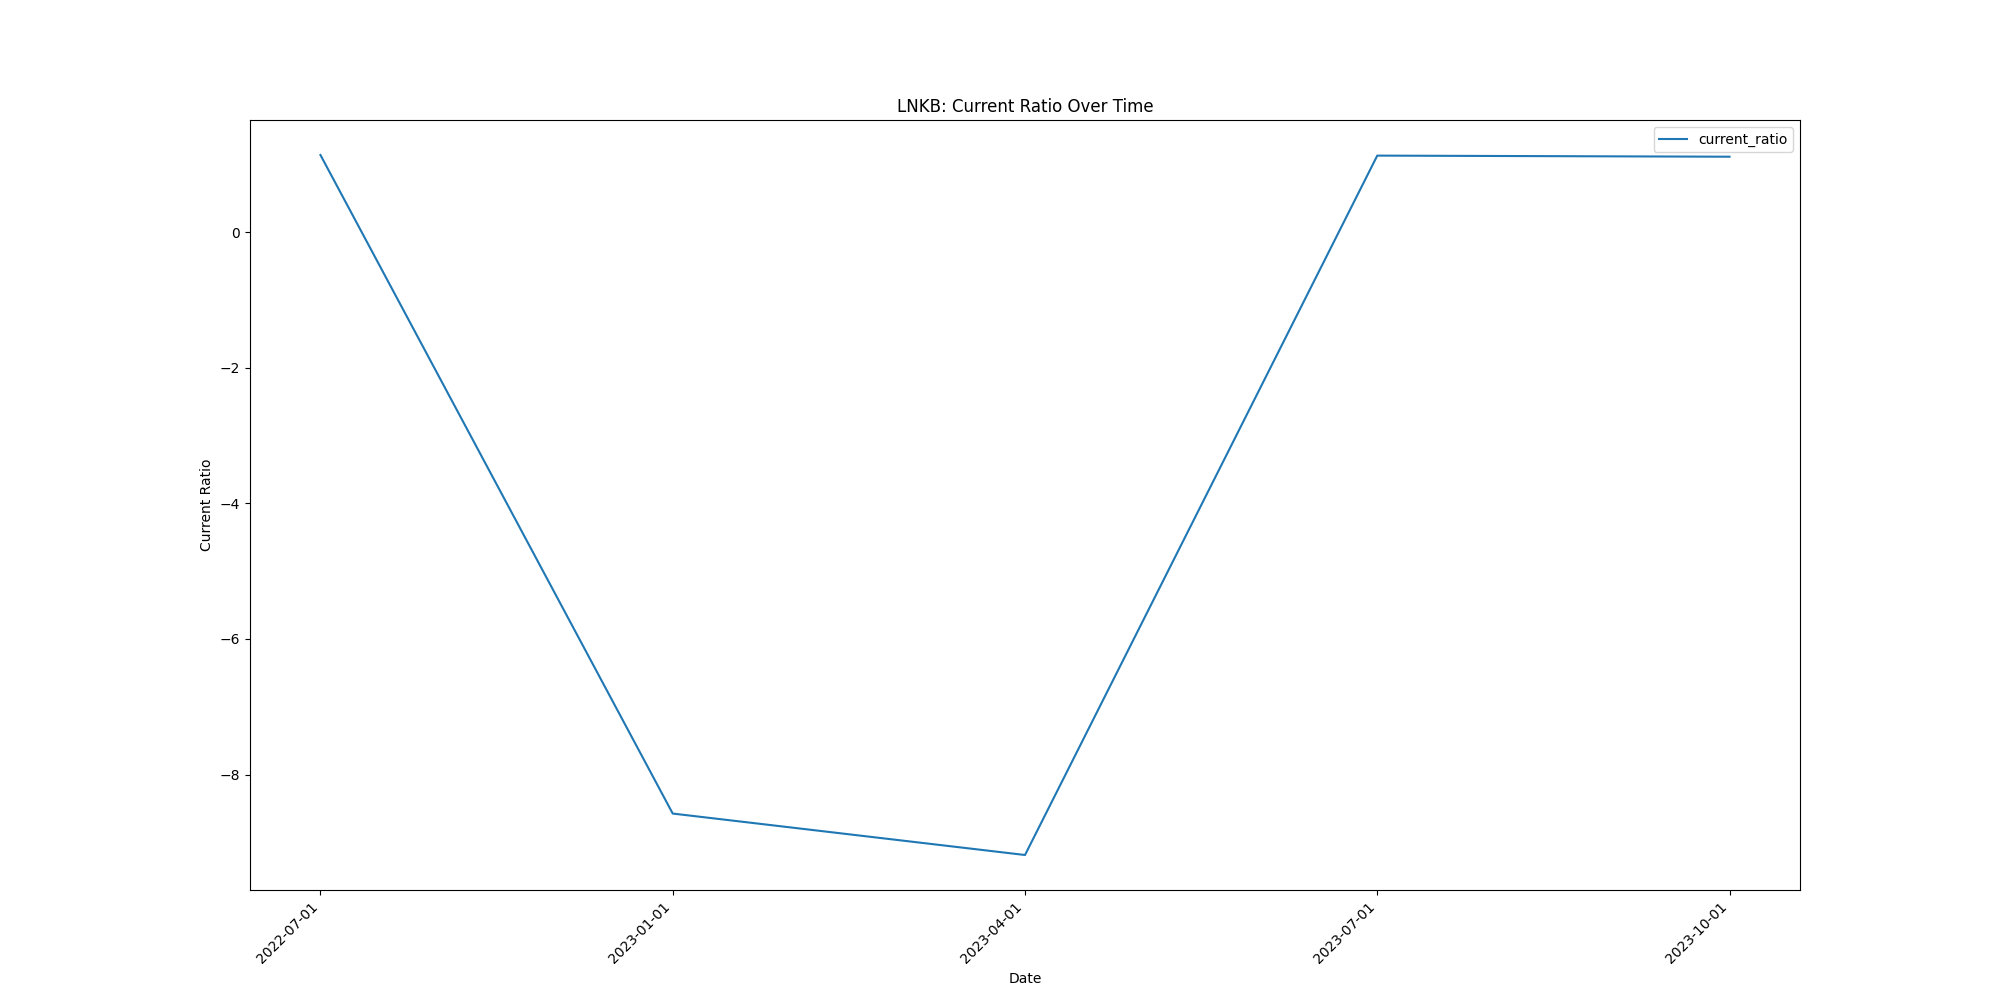 LNKB: Current Ratio Over Time
current_ratio
0
−2
−4
−6
−8
Current Ratio
2022-07-01
2023-01-01
2023-04-01
2023-07-01
2023-10-01
Date